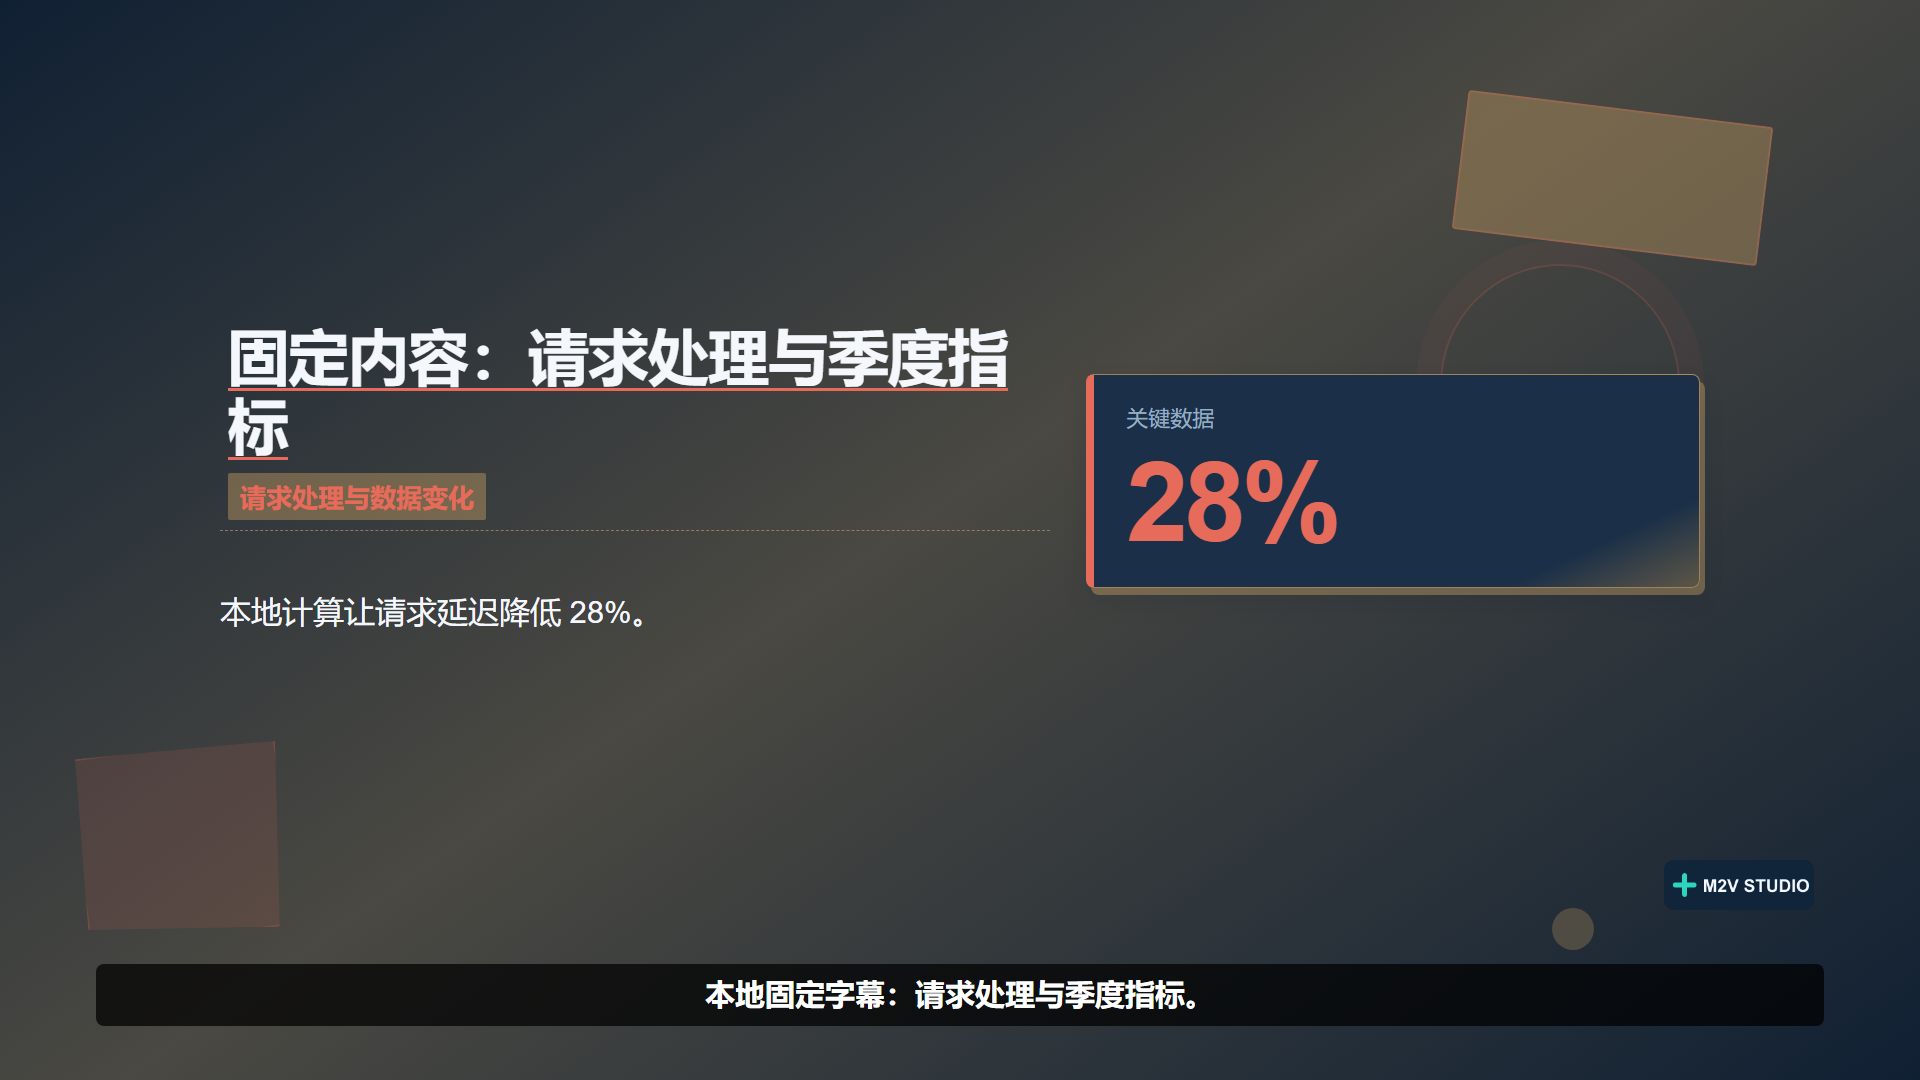 固定内容：请求处理与季度指
标
请求处理与数据变化
本地计算让请求延迟降低 28%。
关键数据
28%
M2V STUDIO
本地固定字幕：请求处理与季度指标。